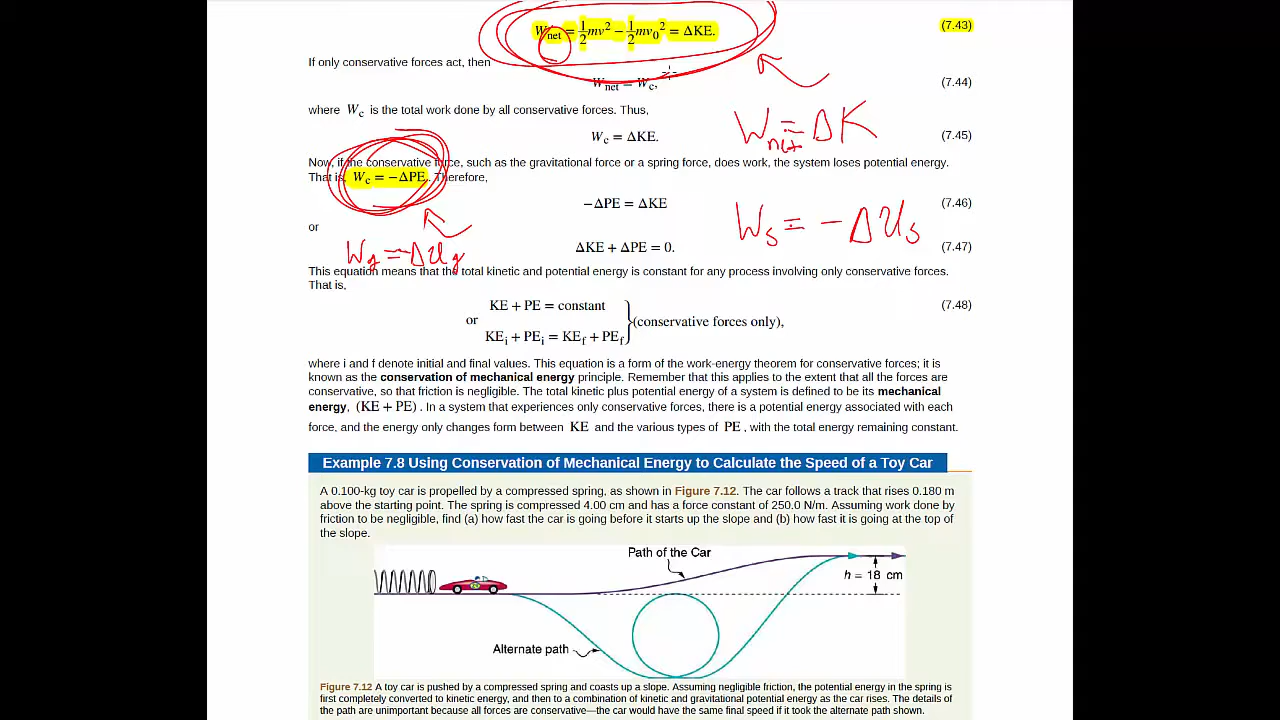 W_net = 1/2 mv² − 1/2 mv₀² = ΔKE. (7.43)
If only conservative forces act, then
W_net = W_c, (7.44)
where W_c is the total work done by all conservative forces. Thus,
W_net = ΔK
W_c = ΔKE. (7.45)
Now, if the conservative force, such as the gravitational force or a spring force, does work, the system loses potential energy.
That is, W_c = −ΔPE. Therefore,
−ΔPE = ΔKE (7.46)
W_s = −ΔU_s
or
ΔKE + ΔPE = 0. (7.47)
W_g = −ΔU_g
This equation means that the total kinetic and potential energy is constant for any process involving only conservative forces.
That is,
KE + PE = constant (7.48)
or KE_i + PE_i = KE_f + PE_f } (conservative forces only),
where i and f denote initial and final values. This equation is a form of the work-energy theorem for conservative forces; it is
known as the conservation of mechanical energy principle. Remember that this applies to the extent that all the forces are
conservative, so that friction is negligible. The total kinetic plus potential energy of a system is defined to be its mechanical
energy, (KE + PE). In a system that experiences only conservative forces, there is a potential energy associated with each
force, and the energy only changes form between KE and the various types of PE, with the total energy remaining constant.
Example 7.8 Using Conservation of Mechanical Energy to Calculate the Speed of a Toy Car
A 0.100-kg toy car is propelled by a compressed spring, as shown in Figure 7.12. The car follows a track that rises 0.180 m
above the starting point. The spring is compressed 4.00 cm and has a force constant of 250.0 N/m. Assuming work done by
friction to be negligible, find (a) how fast the car is going before it starts up the slope and (b) how fast it is going at the top of
the slope.
Path of the Car
h = 18 cm
Alternate path
Figure 7.12 A toy car is pushed by a compressed spring and coasts up a slope. Assuming negligible friction, the potential energy in the spring is
first completely converted to kinetic energy, and then to a combination of kinetic and gravitational potential energy as the car rises. The details of
the path are unimportant because all forces are conservative—the car would have the same final speed if it took the alternate path shown.